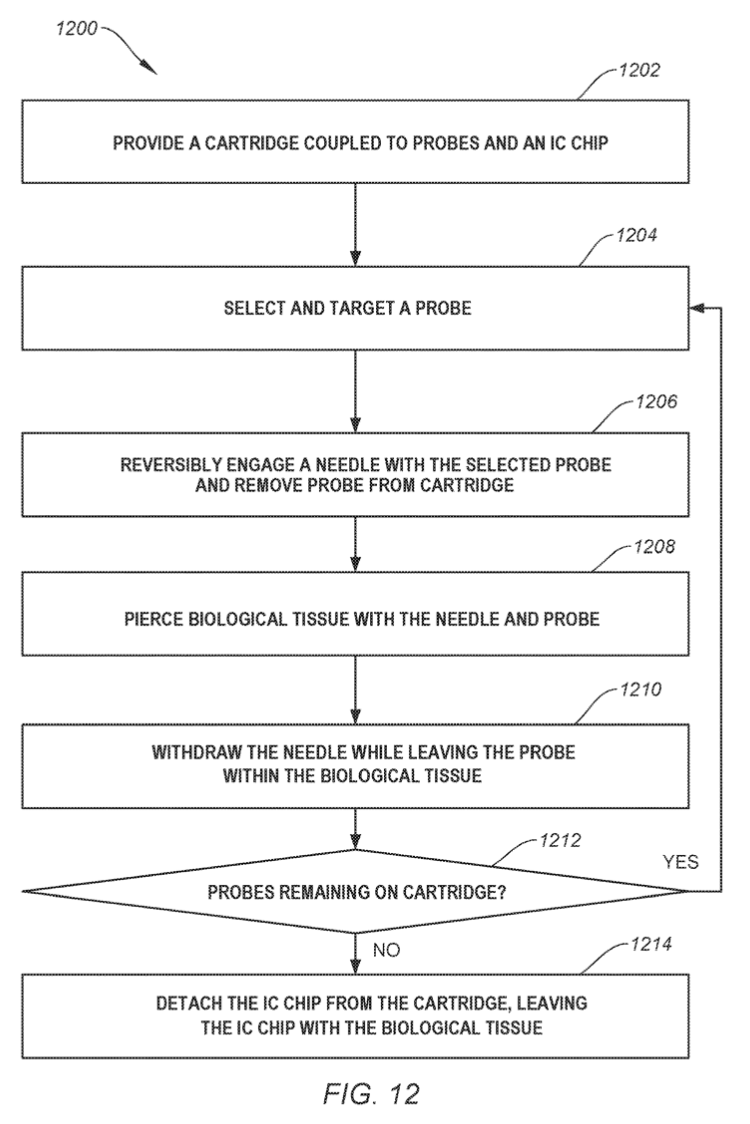 1200
1202
PROVIDE A CARTRIDGE COUPLED TO PROBES AND AN IC CHIP
1204
SELECT AND TARGET A PROBE
1206
REVERSIBLY ENGAGE A NEEDLE WITH THE SELECTED PROBE
AND REMOVE PROBE FROM CARTRIDGE
1208
PIERCE BIOLOGICAL TISSUE WITH THE NEEDLE AND PROBE
1210
WITHDRAW THE NEEDLE WHILE LEAVING THE PROBE
WITHIN THE BIOLOGICAL TISSUE
1212
YES
PROBES REMAINING ON CARTRIDGE?
NO
1214
DETACH THE IC CHIP FROM THE CARTRIDGE, LEAVING
THE IC CHIP WITH THE BIOLOGICAL TISSUE
FIG. 12